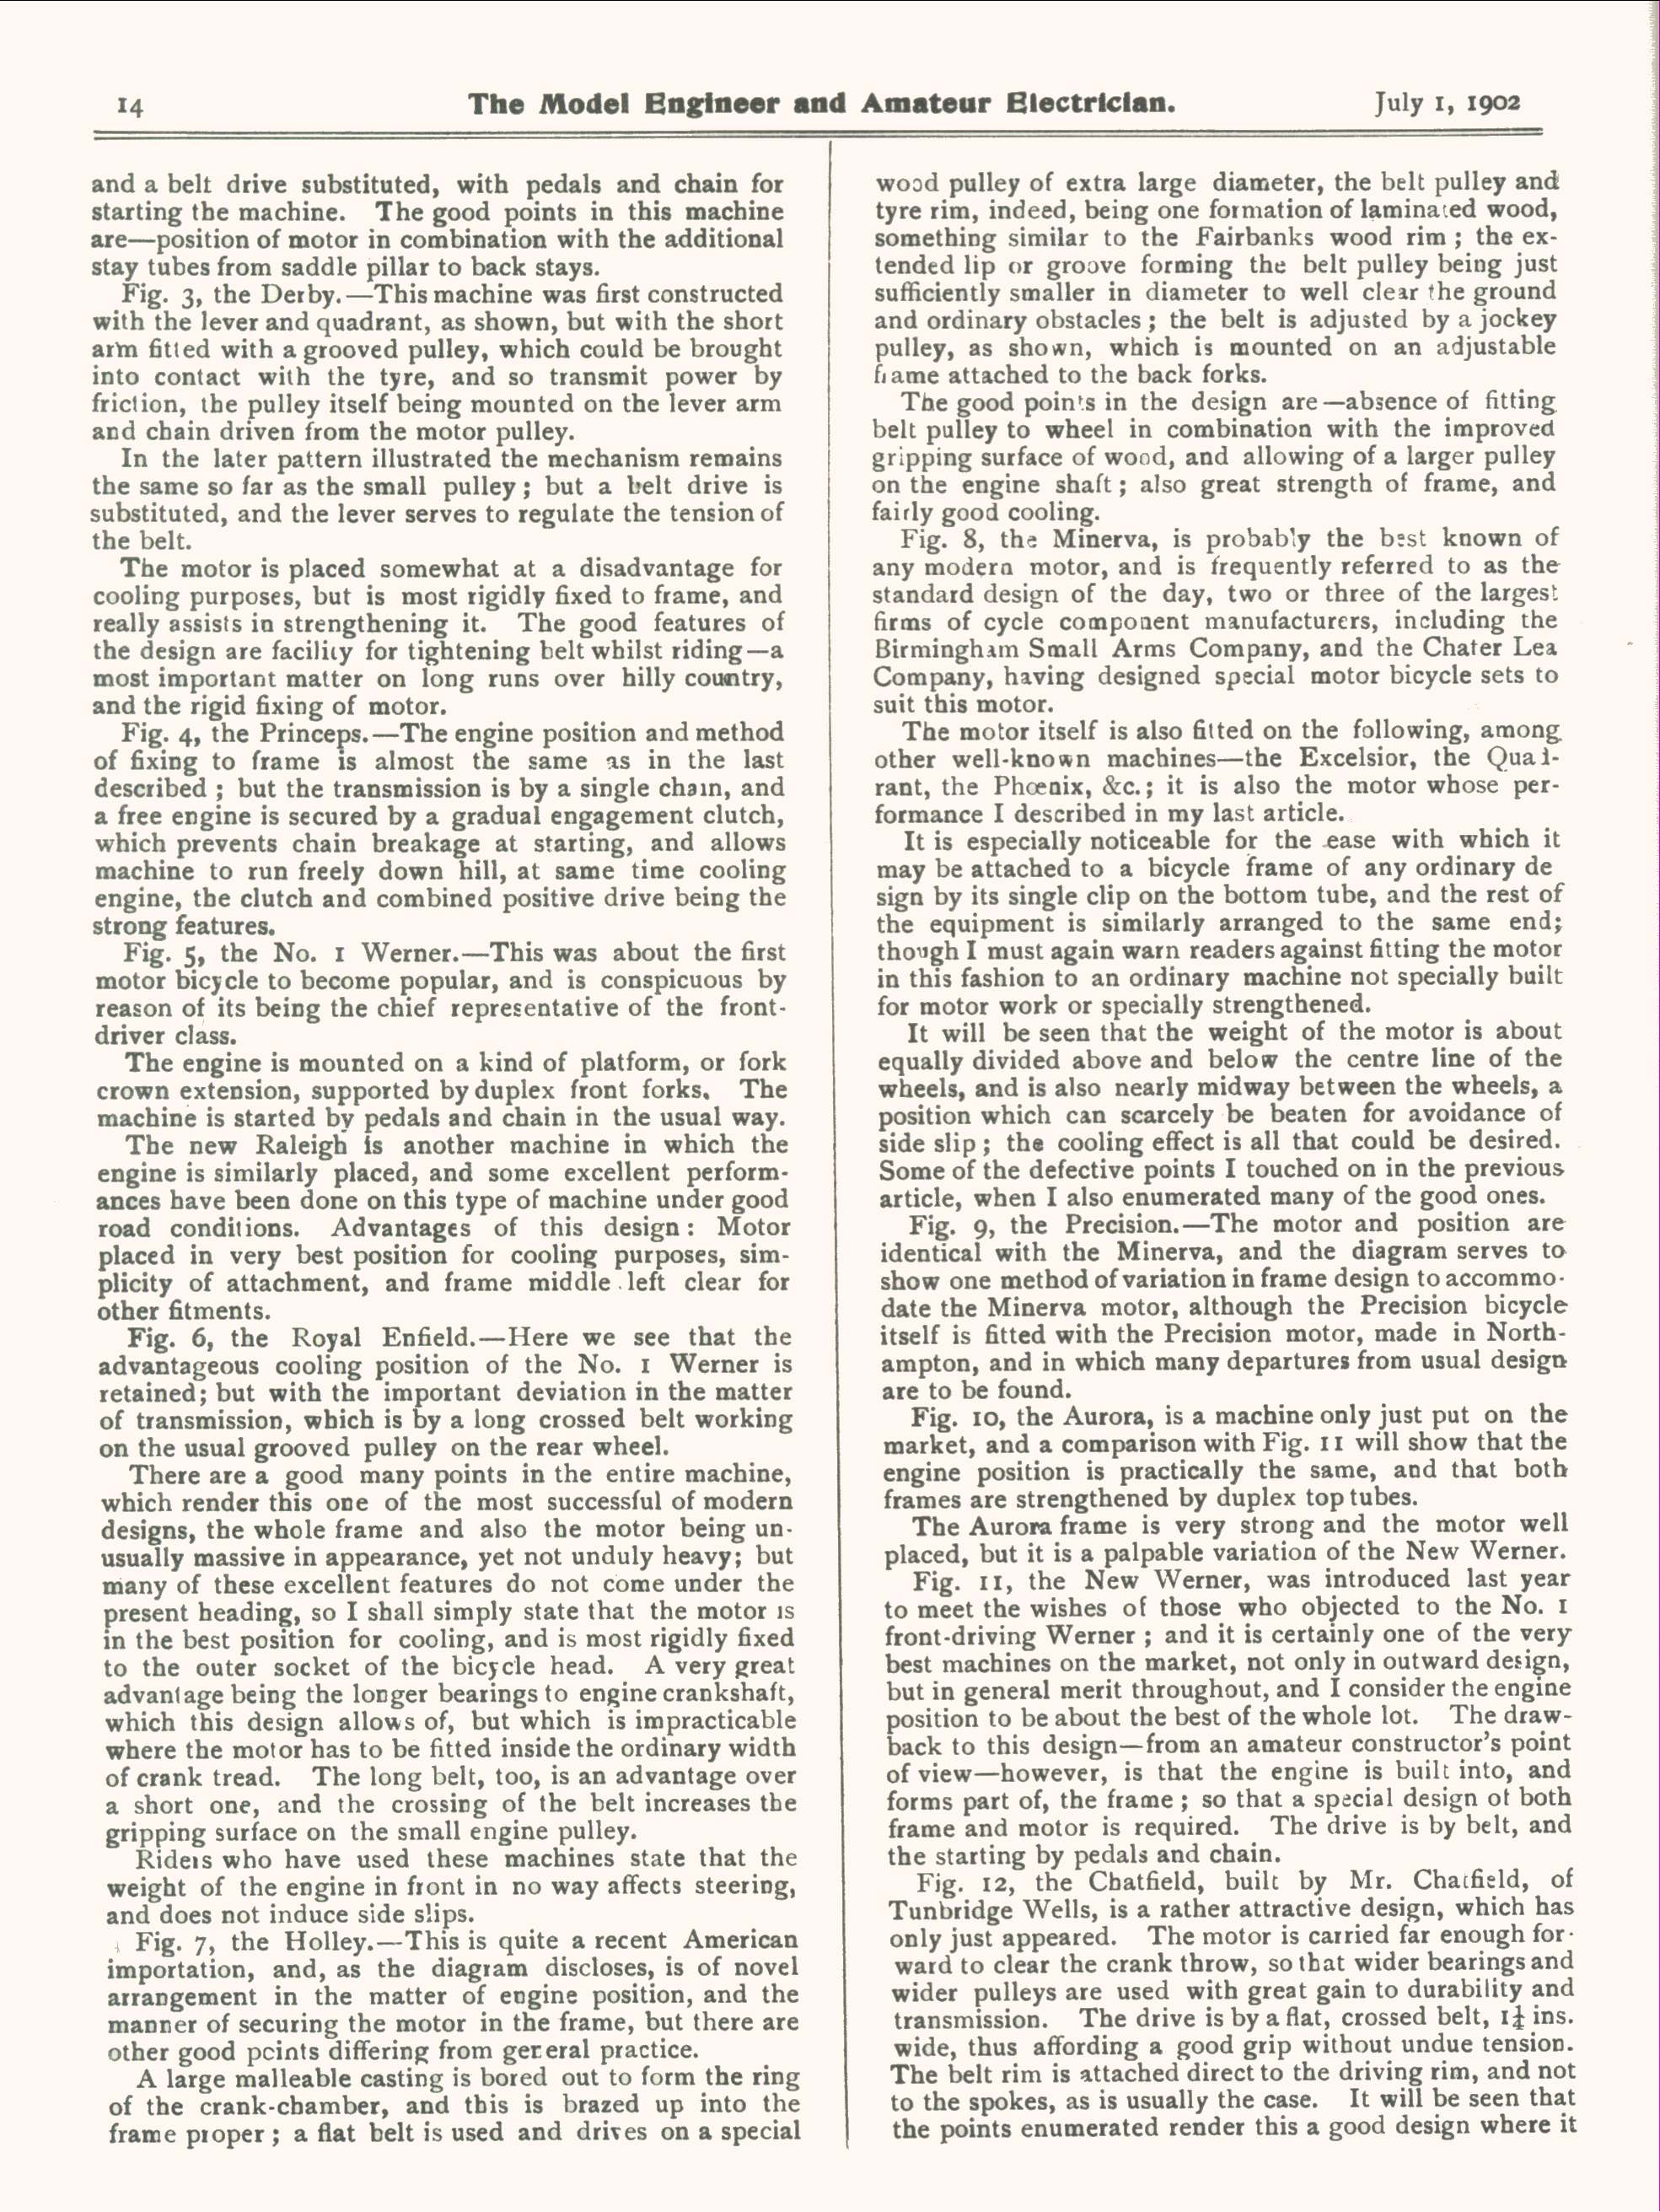 14
The Model Engineer and Amateur Electrician.
July 1, 1902
and a belt drive substituted, with pedals and chain for
starting the machine. The good points in this machine
are—position of motor in combination with the additional
stay tubes from saddle pillar to back stays.
Fig. 3, the Derby.—This machine was first constructed
with the lever and quadrant, as shown, but with the short
arm fitted with a grooved pulley, which could be brought
into contact with the tyre, and so transmit power by
friction, the pulley itself being mounted on the lever arm
and chain driven from the motor pulley.
In the later pattern illustrated the mechanism remains
the same so far as the small pulley; but a belt drive is
substituted, and the lever serves to regulate the tension of
the belt.
The motor is placed somewhat at a disadvantage for
cooling purposes, but is most rigidly fixed to frame, and
really assists in strengthening it. The good features of
the design are facility for tightening belt whilst riding—a
most important matter on long runs over hilly country,
and the rigid fixing of motor.
Fig. 4, the Princeps.—The engine position and method
of fixing to frame is almost the same as in the last
described; but the transmission is by a single chain, and
a free engine is secured by a gradual engagement clutch,
which prevents chain breakage at starting, and allows
machine to run freely down hill, at same time cooling
engine, the clutch and combined positive drive being the
strong features.
Fig. 5, the No. 1 Werner.—This was about the first
motor bicycle to become popular, and is conspicuous by
reason of its being the chief representative of the front-
driver class.
The engine is mounted on a kind of platform, or fork
crown extension, supported by duplex front forks. The
machine is started by pedals and chain in the usual way.
The new Raleigh is another machine in which the
engine is similarly placed, and some excellent perform-
ances have been done on this type of machine under good
road conditions. Advantages of this design: Motor
placed in very best position for cooling purposes, sim-
plicity of attachment, and frame middle left clear for
other fitments.
Fig. 6, the Royal Enfield.—Here we see that the
advantageous cooling position of the No. 1 Werner is
retained; but with the important deviation in the matter
of transmission, which is by a long crossed belt working
on the usual grooved pulley on the rear wheel.
There are a good many points in the entire machine,
which render this one of the most successful of modern
designs, the whole frame and also the motor being un-
usually massive in appearance, yet not unduly heavy; but
many of these excellent features do not come under the
present heading, so I shall simply state that the motor is
in the best position for cooling, and is most rigidly fixed
to the outer socket of the bicycle head. A very great
advantage being the longer bearings to engine crankshaft,
which this design allows of, but which is impracticable
where the motor has to be fitted inside the ordinary width
of crank tread. The long belt, too, is an advantage over
a short one, and the crossing of the belt increases the
gripping surface on the small engine pulley.
Riders who have used these machines state that the
weight of the engine in front in no way affects steering,
and does not induce side slips.
Fig. 7, the Holley.—This is quite a recent American
importation, and, as the diagram discloses, is of novel
arrangement in the matter of engine position, and the
manner of securing the motor in the frame, but there are
other good points differing from general practice.
A large malleable casting is bored out to form the ring
of the crank-chamber, and this is brazed up into the
frame proper; a flat belt is used and drives on a special
wood pulley of extra large diameter, the belt pulley and
tyre rim, indeed, being one formation of laminated wood,
something similar to the Fairbanks wood rim; the ex-
tended lip or groove forming the belt pulley being just
sufficiently smaller in diameter to well clear the ground
and ordinary obstacles; the belt is adjusted by a jockey
pulley, as shown, which is mounted on an adjustable
frame attached to the back forks.
The good points in the design are—absence of fitting
belt pulley to wheel in combination with the improved
gripping surface of wood, and allowing of a larger pulley
on the engine shaft; also great strength of frame, and
fairly good cooling.
Fig. 8, the Minerva, is probably the best known of
any modern motor, and is frequently referred to as the
standard design of the day, two or three of the largest
firms of cycle component manufacturers, including the
Birmingham Small Arms Company, and the Chater Lea
Company, having designed special motor bicycle sets to
suit this motor.
The motor itself is also fitted on the following, among
other well-known machines—the Excelsior, the Quad-
rant, the Phœnix, &c.; it is also the motor whose per-
formance I described in my last article.
It is especially noticeable for the ease with which it
may be attached to a bicycle frame of any ordinary de
sign by its single clip on the bottom tube, and the rest of
the equipment is similarly arranged to the same end;
though I must again warn readers against fitting the motor
in this fashion to an ordinary machine not specially built
for motor work or specially strengthened.
It will be seen that the weight of the motor is about
equally divided above and below the centre line of the
wheels, and is also nearly midway between the wheels, a
position which can scarcely be beaten for avoidance of
side slip; the cooling effect is all that could be desired.
Some of the defective points I touched on in the previous
article, when I also enumerated many of the good ones.
Fig. 9, the Precision.—The motor and position are
identical with the Minerva, and the diagram serves to
show one method of variation in frame design to accommo-
date the Minerva motor, although the Precision bicycle
itself is fitted with the Precision motor, made in North-
ampton, and in which many departures from usual design
are to be found.
Fig. 10, the Aurora, is a machine only just put on the
market, and a comparison with Fig. 11 will show that the
engine position is practically the same, and that both
frames are strengthened by duplex top tubes.
The Aurora frame is very strong and the motor well
placed, but it is a palpable variation of the New Werner.
Fig. 11, the New Werner, was introduced last year
to meet the wishes of those who objected to the No. 1
front-driving Werner; and it is certainly one of the very
best machines on the market, not only in outward design,
but in general merit throughout, and I consider the engine
position to be about the best of the whole lot. The draw-
back to this design—from an amateur constructor's point
of view—however, is that the engine is built into, and
forms part of, the frame; so that a special design of both
frame and motor is required. The drive is by belt, and
the starting by pedals and chain.
Fig. 12, the Chatfield, built by Mr. Chatfield, of
Tunbridge Wells, is a rather attractive design, which has
only just appeared. The motor is carried far enough for-
ward to clear the crank throw, so that wider bearings and
wider pulleys are used with great gain to durability and
transmission. The drive is by a flat, crossed belt, 1¼ ins.
wide, thus affording a good grip without undue tension.
The belt rim is attached direct to the driving rim, and not
to the spokes, as is usually the case. It will be seen that
the points enumerated render this a good design where it